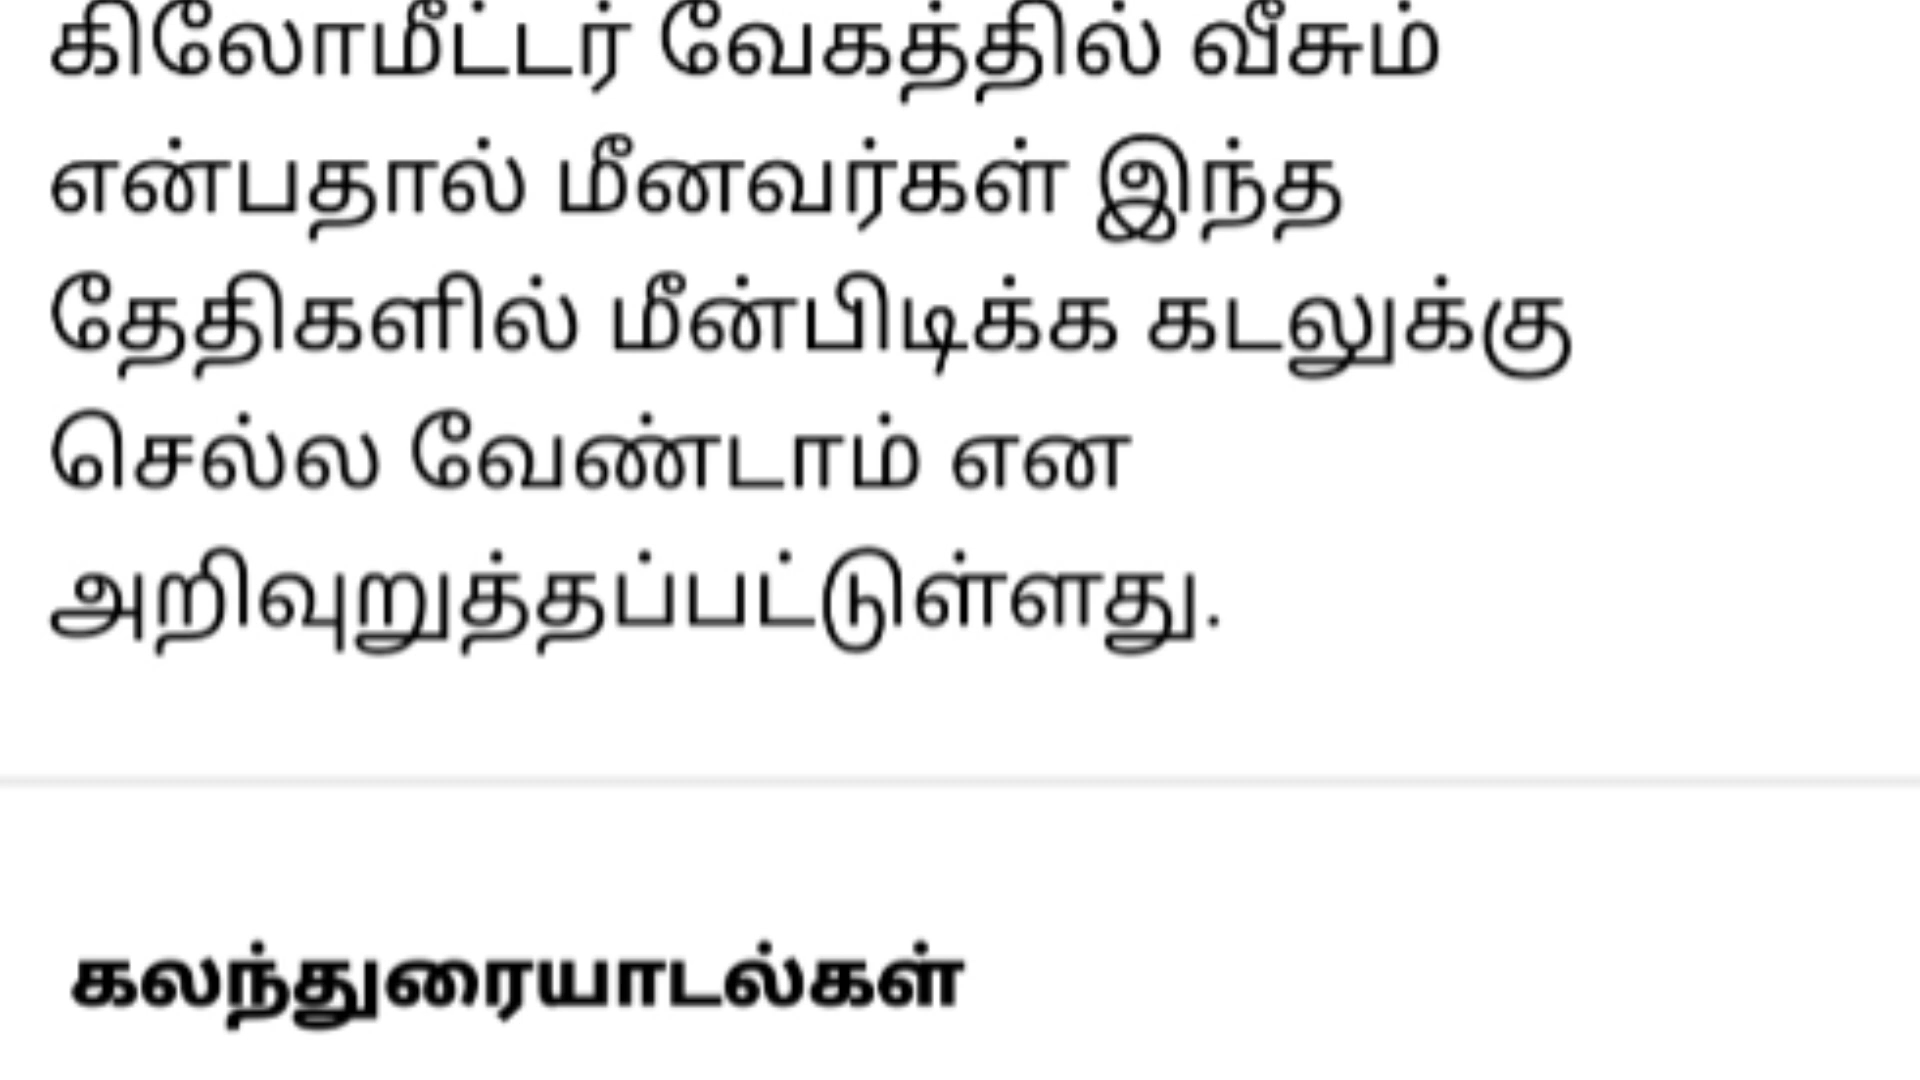 கிலோமீட்டர் வேகத்தில் வீசும்
என்பதால் மீனவர்கள் இந்த
தேதிகளில் மீன்பிடிக்க கடலுக்கு
செல்ல வேண்டாம் என
அறிவுறுத்தப்பட்டுள்ளது.
கலந்துரையாடல்கள்